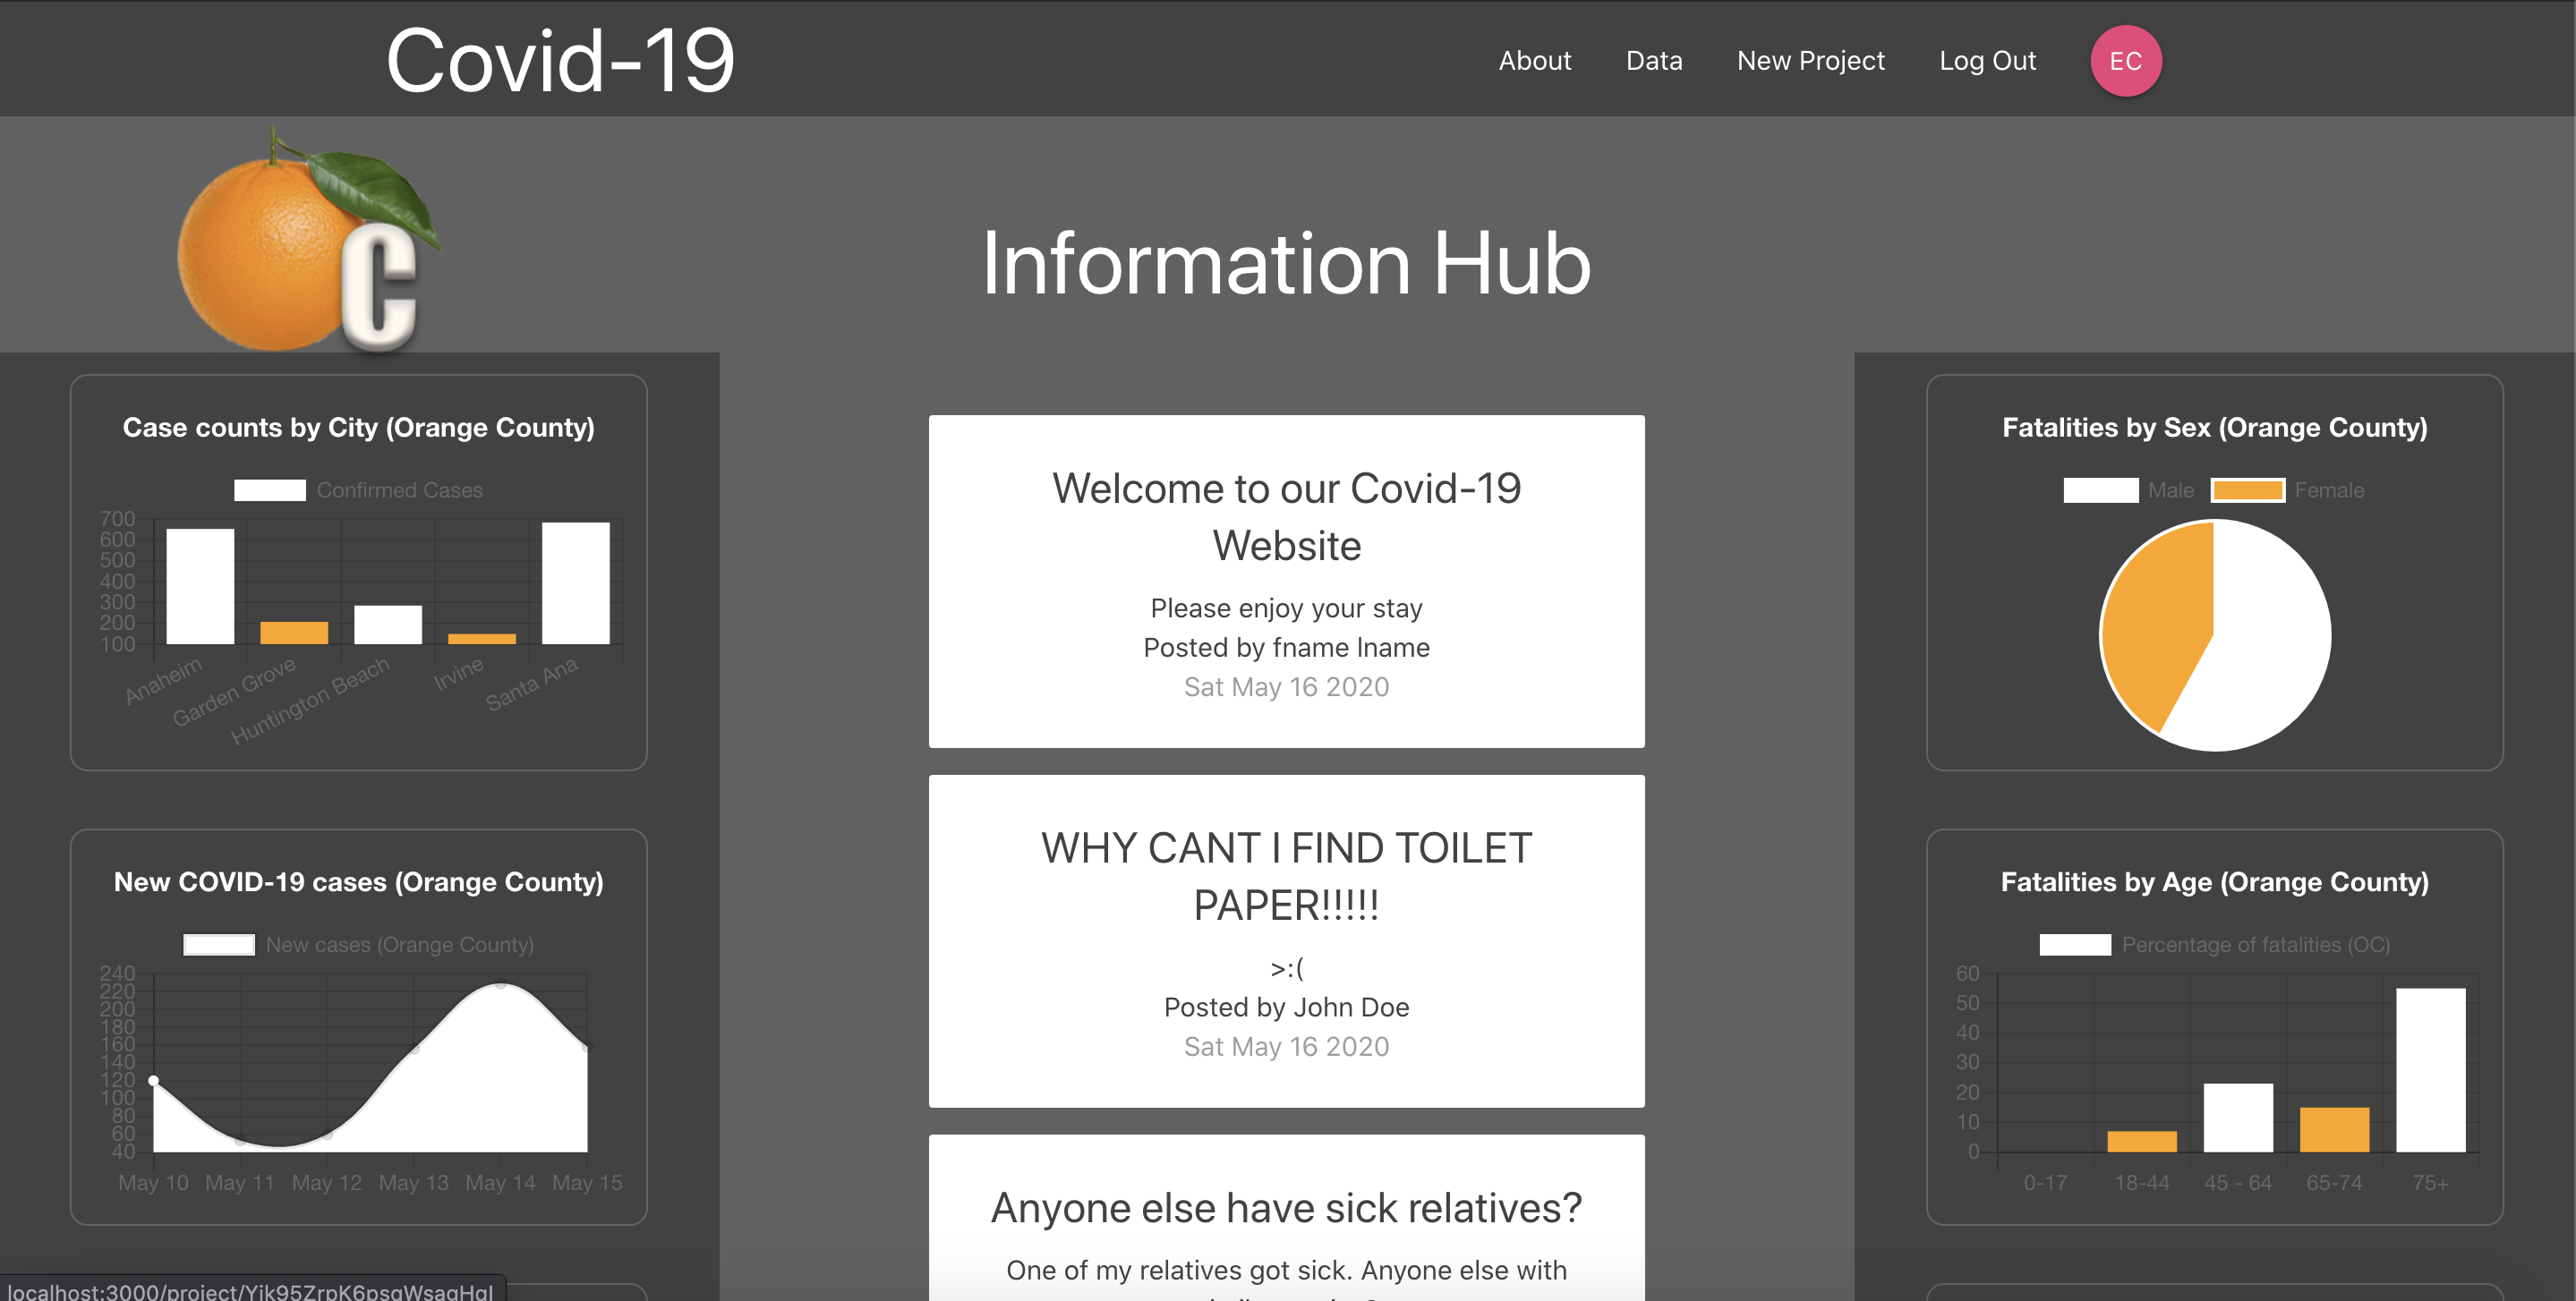 Covid-19
About
Data
New Project
Log Out
EC
C
Information Hub
Case counts by City (Orange County)
Confirmed Cases
700
600
500
400
300
200
100
Anaheim
Garden Grove
Huntington Beach
Irvine
Santa Ana
New COVID-19 cases (Orange County)
New cases (Orange County)
240
220
200
180
160
140
120
100
80
60
40
May 10
May 11
May 12
May 13
May 14
May 15
Welcome to our Covid-19
Website
Please enjoy your stay
Posted by fname lname
Sat May 16 2020
WHY CANT I FIND TOILET
PAPER!!!!!
>:(
Posted by John Doe
Sat May 16 2020
Anyone else have sick relatives?
One of my relatives got sick. Anyone else with
Fatalities by Sex (Orange County)
Male
Female
Fatalities by Age (Orange County)
Percentage of fatalities (OC)
60
50
40
30
20
10
0
0-17
18-44
45 - 64
65-74
75+